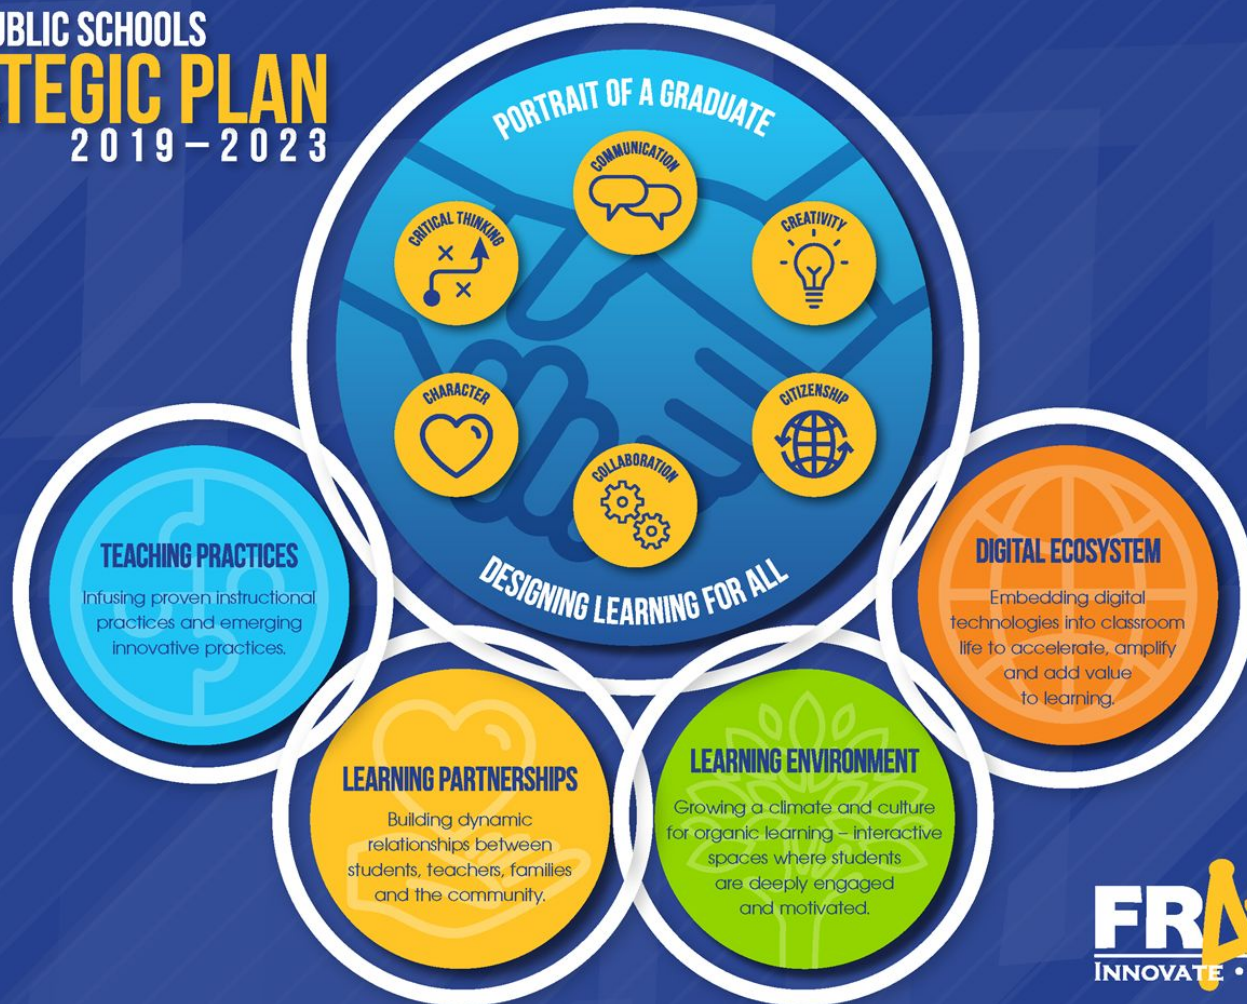 PUBLIC SCHOOLS
PLAN
2019–2023
PORTRAIT OF A GRADUATE
COMMUNICATION
CRITICAL THINKING
CREATIVITY
CHARACTER
CITIZENSHIP
COLLABORATION
DESIGNING LEARNING FOR ALL
TEACHING PRACTICES
Infusing proven instructional
practices and emerging
innovative practices.
DIGITAL ECOSYSTEM
Embedding digital
technologies into classroom
life to accelerate, amplify
and add value
to learning.
LEARNING PARTNERSHIPS
Building dynamic
relationships between
students, teachers, families
and the community.
LEARNING ENVIRONMENT
Growing a climate and culture
for organic learning – interactive
spaces where students
are deeply engaged
and motivated.
INNOVATE •